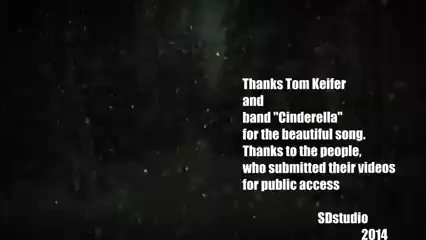 Thanks Tom Keifer
and
band "Cinderella"
for the beautiful song.
Thanks to the people,
who submitted their videos
for public access
SDstudio
2014